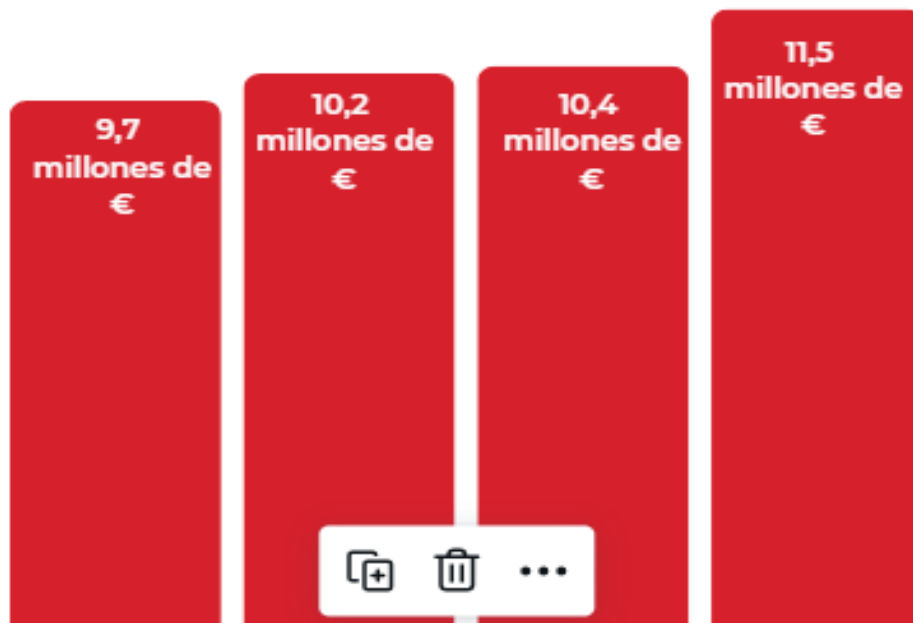 9,7
millones de
€
10,2
millones de
€
10,4
millones de
€
11,5
millones de
€